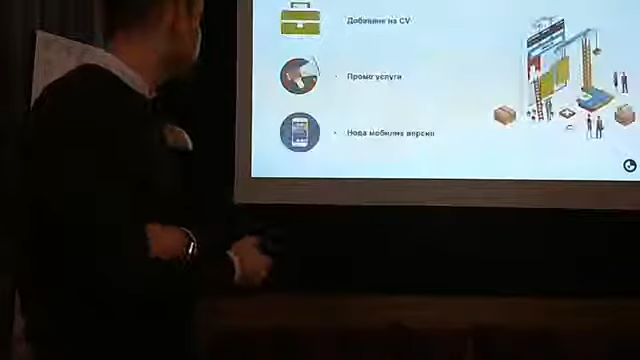 Добавяне на CV
Промо услуги
Нова мобилна версия